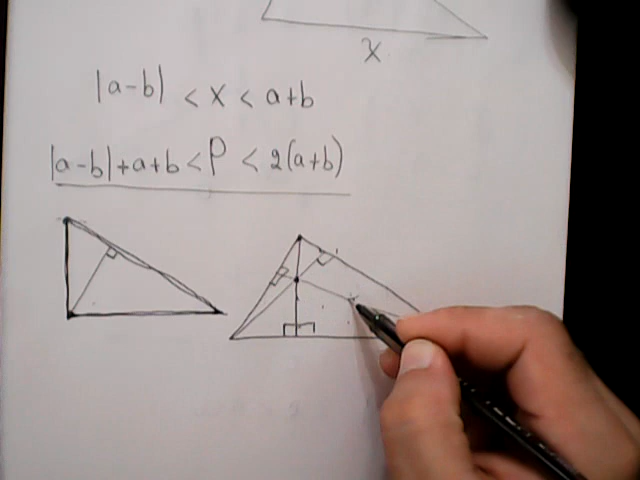 x
|a-b| < x < a+b
|a-b|+a+b < P < 2(a+b)